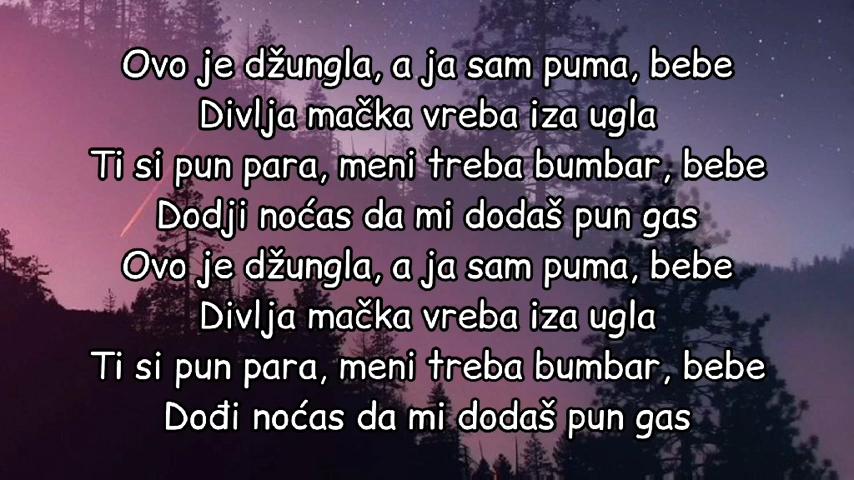 Ovo je džungla, a ja sam puma, bebe
Divlja mačka vreba iza ugla
Ti si pun para, meni treba bumbar, bebe
Dodji noćas da mi dodaš pun gas
Ovo je džungla, a ja sam puma, bebe
Divlja mačka vreba iza ugla
Ti si pun para, meni treba bumbar, bebe
Dođi noćas da mi dodaš pun gas